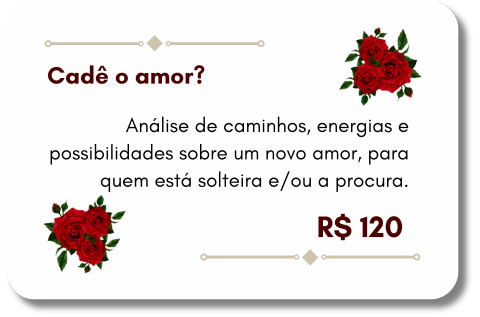 Cadê o amor?
Análise de caminhos, energias e
possibilidades sobre um novo amor, para
quem está solteira e/ou a procura.
R$ 120